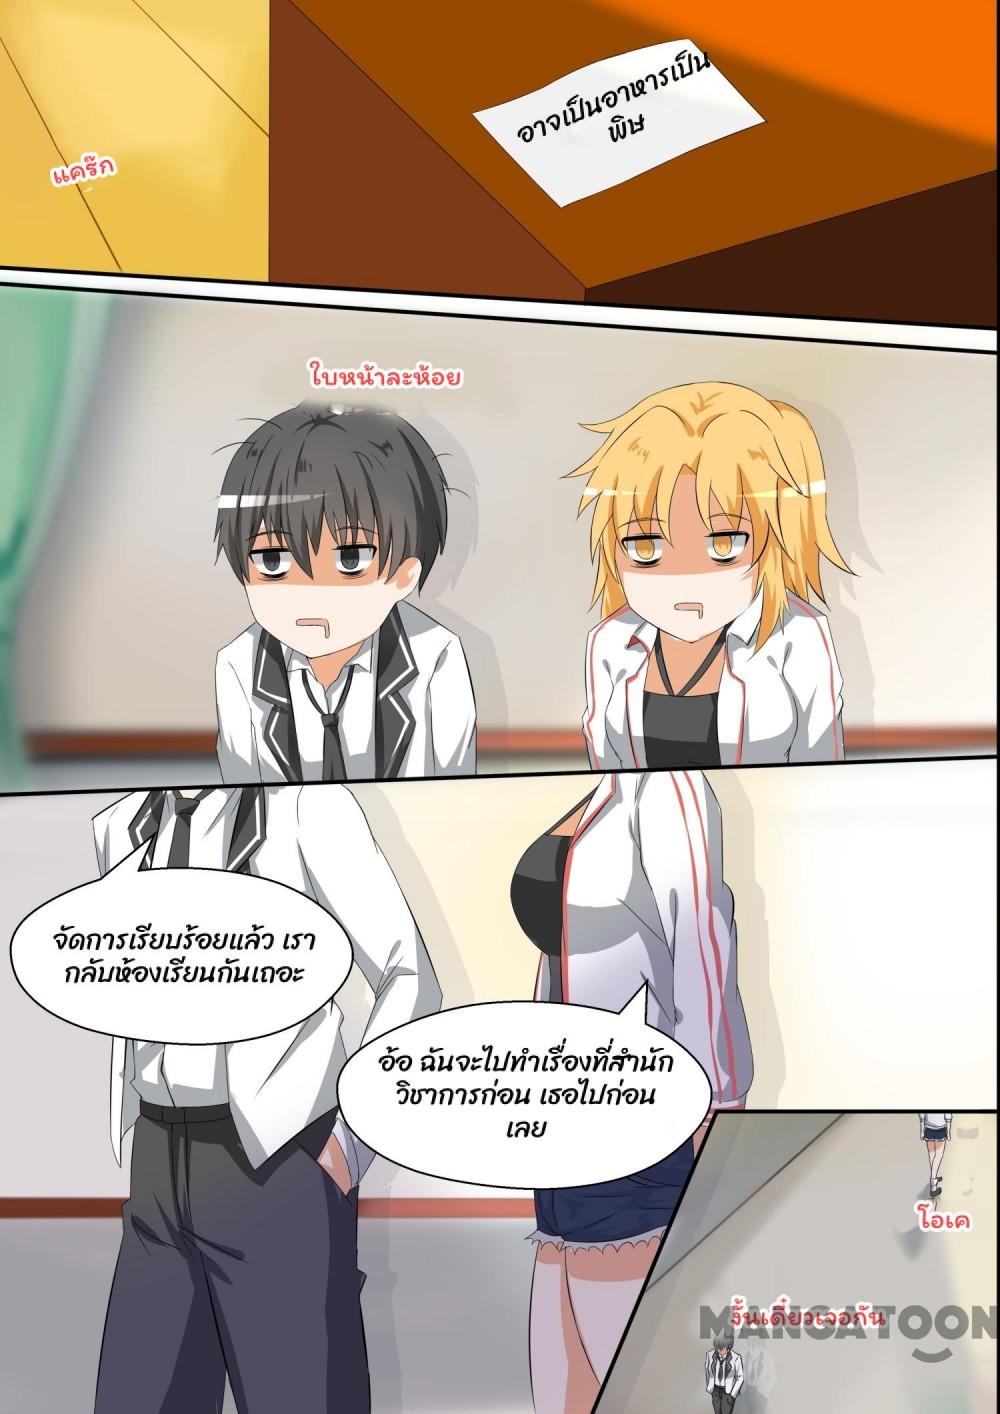 อาจเป็นอาหารเป็น
พิษ
แคร๊ก
ใบหน้าละห้อย
จัดการเรียบร้อยแล้ว เรา
กลับห้องเรียนกันเถอะ
อ้อ ฉันจะไปทำเรื่องที่สำนัก
วิชาการก่อน เธอไปก่อน
เลย
โอเค
งั้นเดี๋ยวเจอกัน
MANGATOON